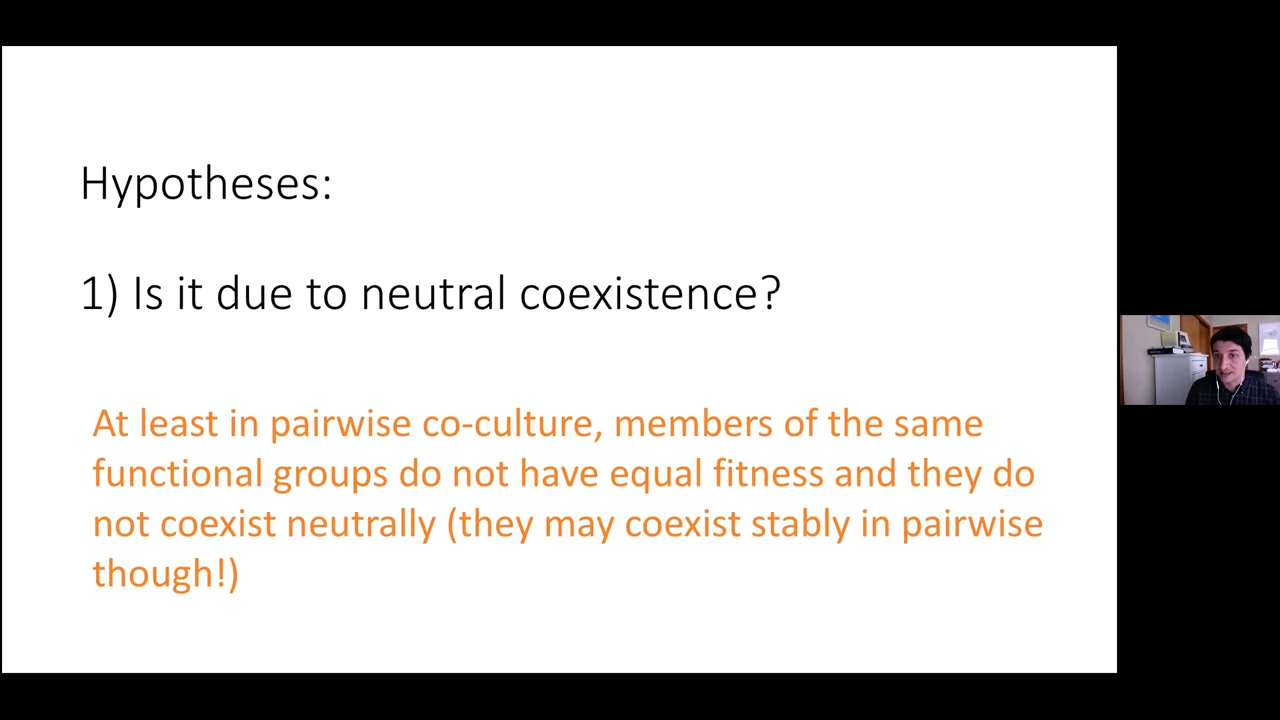 Hypotheses:
1) Is it due to neutral coexistence?
At least in pairwise co-culture, members of the same
functional groups do not have equal fitness and they do
not coexist neutrally (they may coexist stably in pairwise
though!)